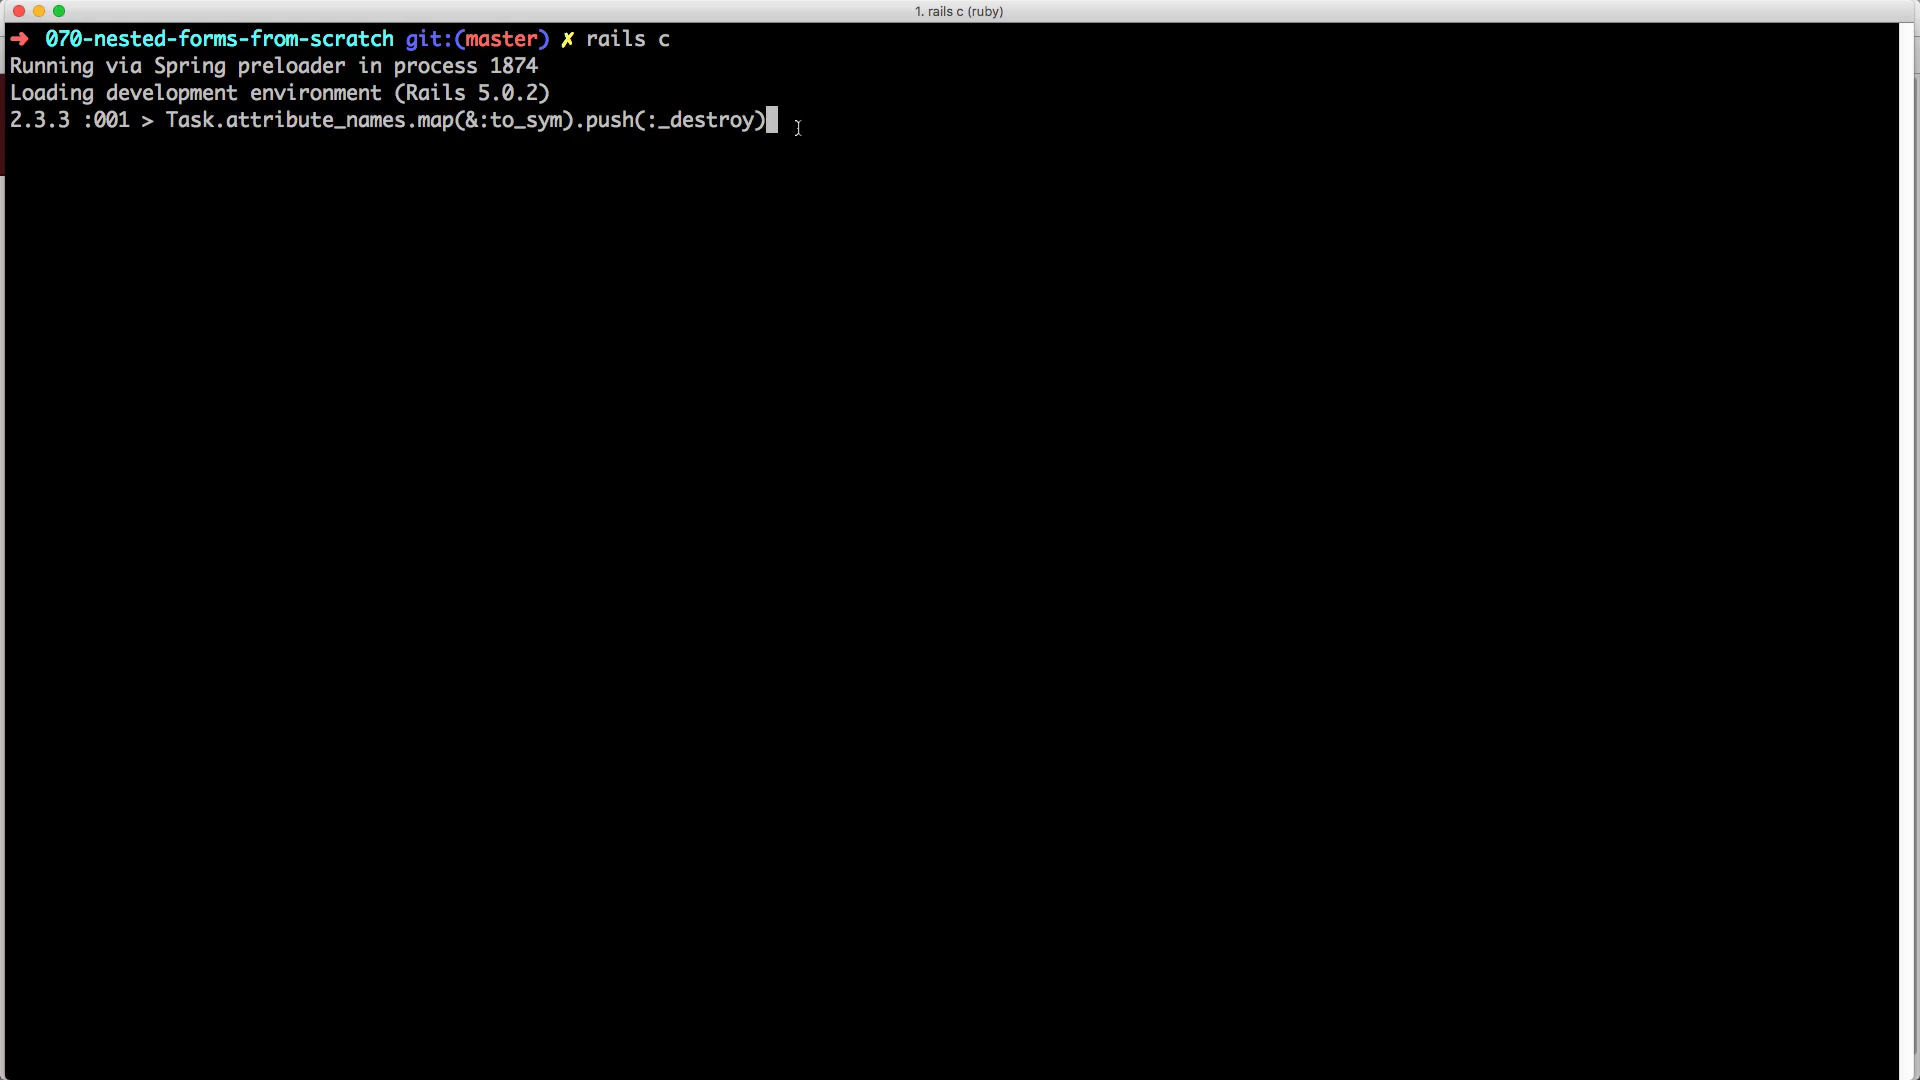 1. rails c (ruby)
➜ 070-nested-forms-from-scratch git:(master) ✗ rails c
Running via Spring preloader in process 1874
Loading development environment (Rails 5.0.2)
2.3.3 :001 > Task.attribute_names.map(&:to_sym).push(:_destroy)